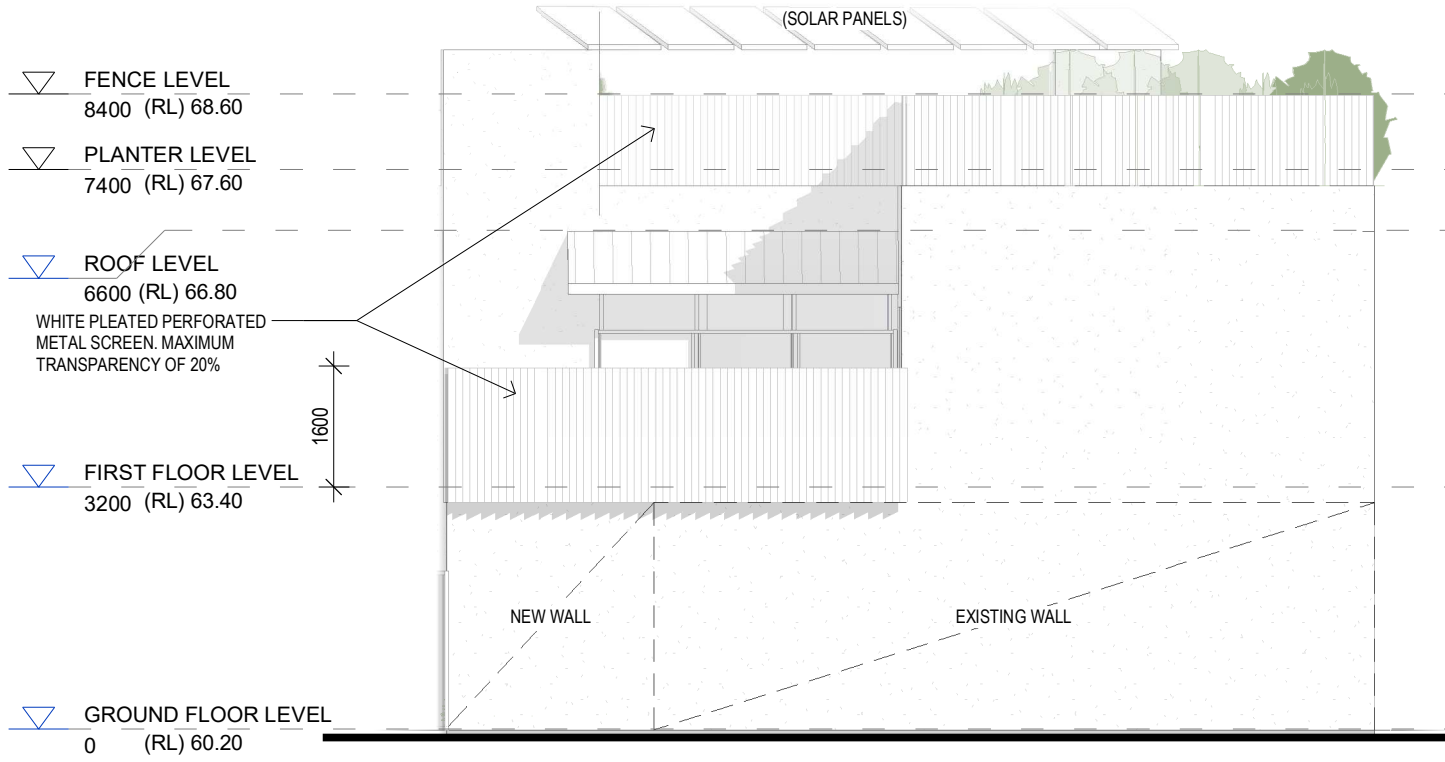 (SOLAR PANELS)
FENCE LEVEL
8400 (RL) 68.60
PLANTER LEVEL
7400 (RL) 67.60
ROOF LEVEL
6600 (RL) 66.80
WHITE PLEATED PERFORATED
METAL SCREEN. MAXIMUM
TRANSPARENCY OF 20%
1600
FIRST FLOOR LEVEL
3200 (RL) 63.40
NEW WALL
EXISTING WALL
GROUND FLOOR LEVEL
0 (RL) 60.20